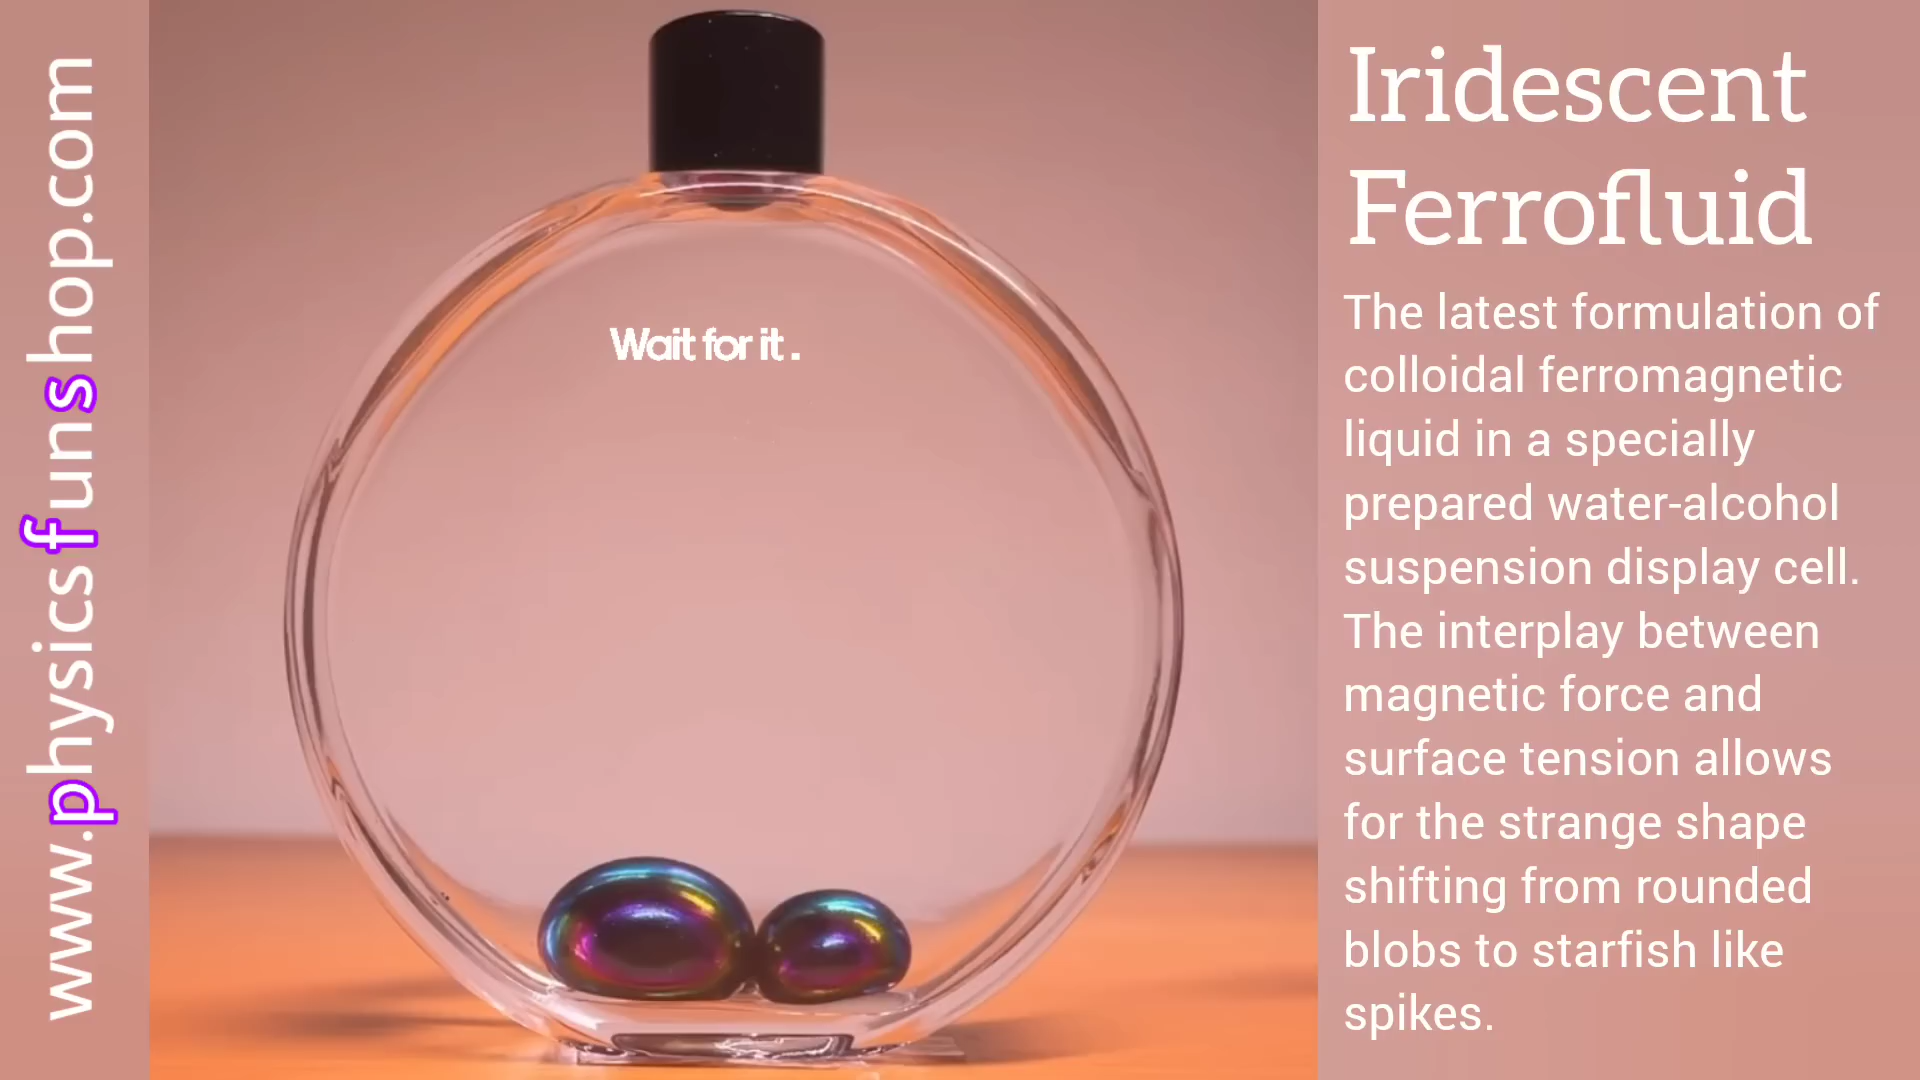 www.physicsfunshop.com
Wait for it .
Iridescent
Ferrofluid
The latest formulation of
colloidal ferromagnetic
liquid in a specially
prepared water-alcohol
suspension display cell.
The interplay between
magnetic force and
surface tension allows
for the strange shape
shifting from rounded
blobs to starfish like
spikes.